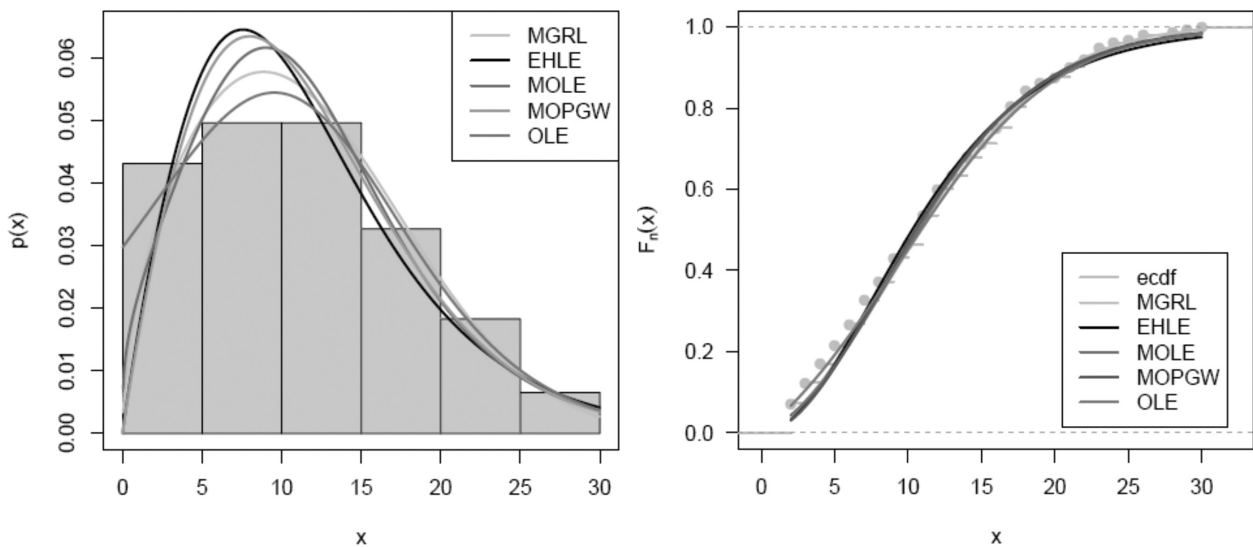 MGRL
EHLE
MOLE
MOPGW
OLE
p(x)
0.06
0.05
0.04
0.03
0.02
0.01
0.00
0 5 10 15 20 25 30
x
Fn(x)
1.0
0.8
0.6
0.4
0.2
0.0
ecdf
MGRL
EHLE
MOLE
MOPGW
OLE
0 5 10 15 20 25 30
x